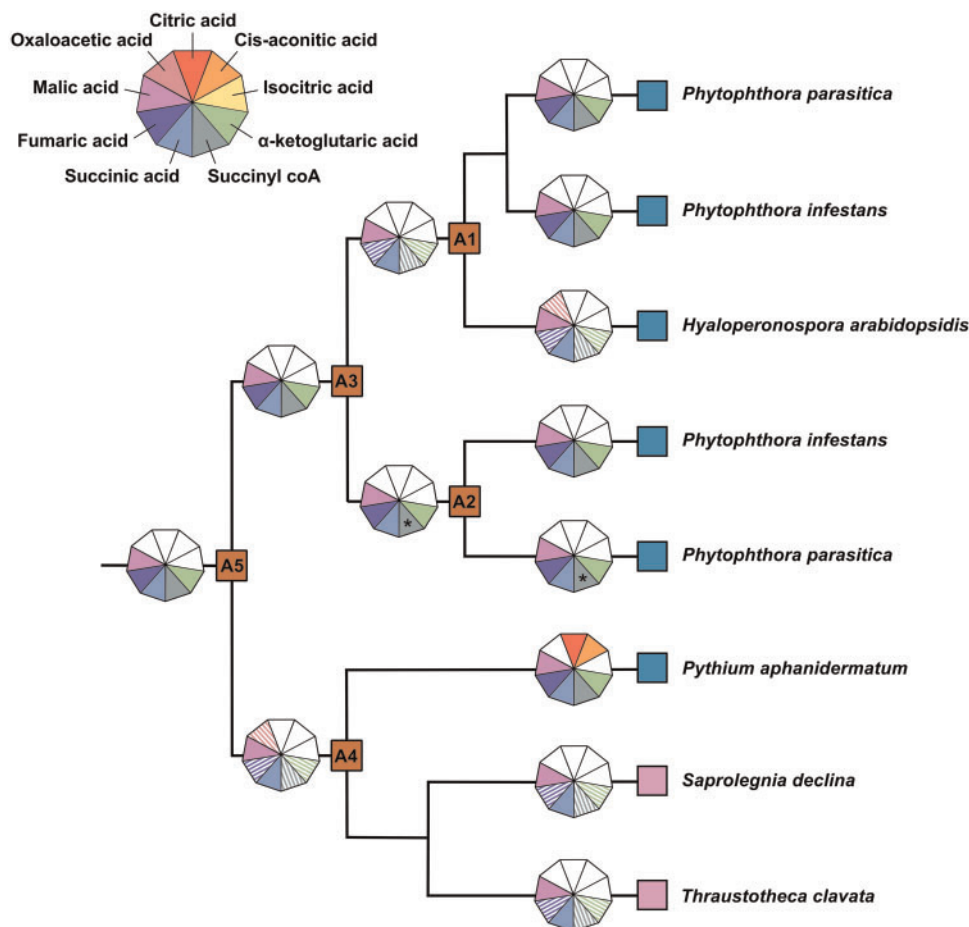 Citric acid
Oxaloacetic acid
Cis-aconitic acid
Malic acid
Isocitric acid
Fumaric acid
α-ketoglutaric acid
Succinic acid
Succinyl coA
Phytophthora parasitica
Phytophthora infestans
A1
Hyaloperonospora arabidopsidis
A3
Phytophthora infestans
A2
*
Phytophthora parasitica
*
A5
Pythium aphanidermatum
A4
Saprolegnia declina
Thraustotheca clavata